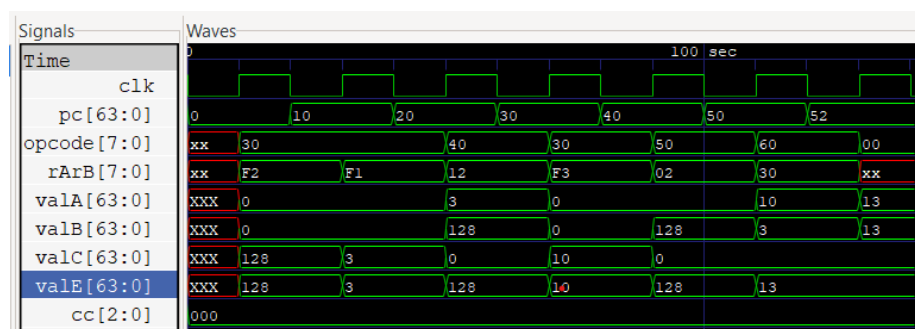 Signals Waves
Time 0 100 sec
clk
pc[63:0] 0 10 20 30 40 50 52
opcode[7:0] xx 30 40 30 50 60 00
rArB[7:0] xx F2 F1 12 F3 02 30 xx
valA[63:0] XXX 0 3 0 10 13
valB[63:0] XXX 0 128 0 128 3 13
valC[63:0] XXX 128 3 0 10 0
valE[63:0] XXX 128 3 128 10 128 13
cc[2:0] 000